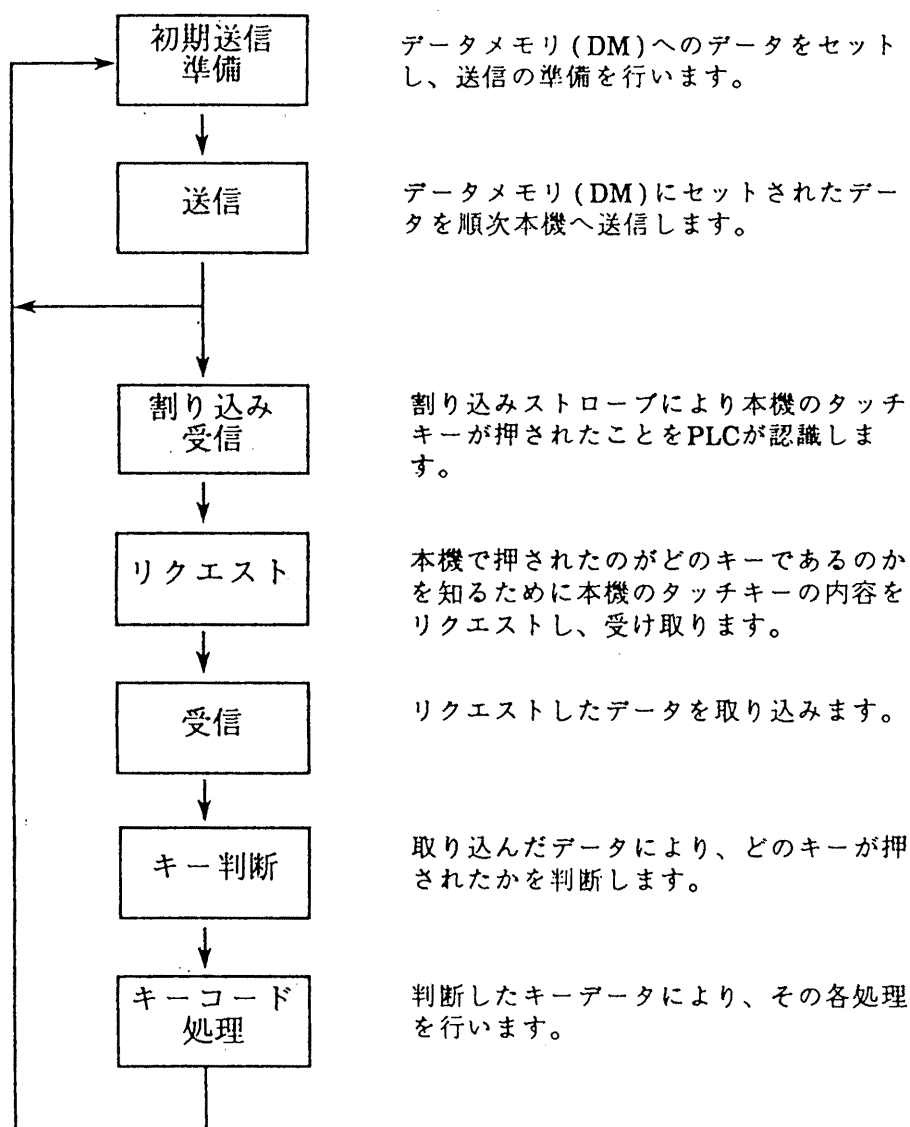 初期送信
準備
データメモリ(DM)へのデータをセット
し、送信の準備を行います。
送信
データメモリ(DM)にセットされたデー
タを順次本機へ送信します。
割り込み
受信
割り込みストローブにより本機のタッチ
キーが押されたことをPLCが認識しま
す。
リクエスト
本機で押されたのがどのキーであるのか
を知るために本機のタッチキーの内容を
リクエストし、受け取ります。
受信
リクエストしたデータを取り込みます。
キー判断
取り込んだデータにより、どのキーが押
されたかを判断します。
キーコード
処理
判断したキーデータにより、その各処理
を行います。